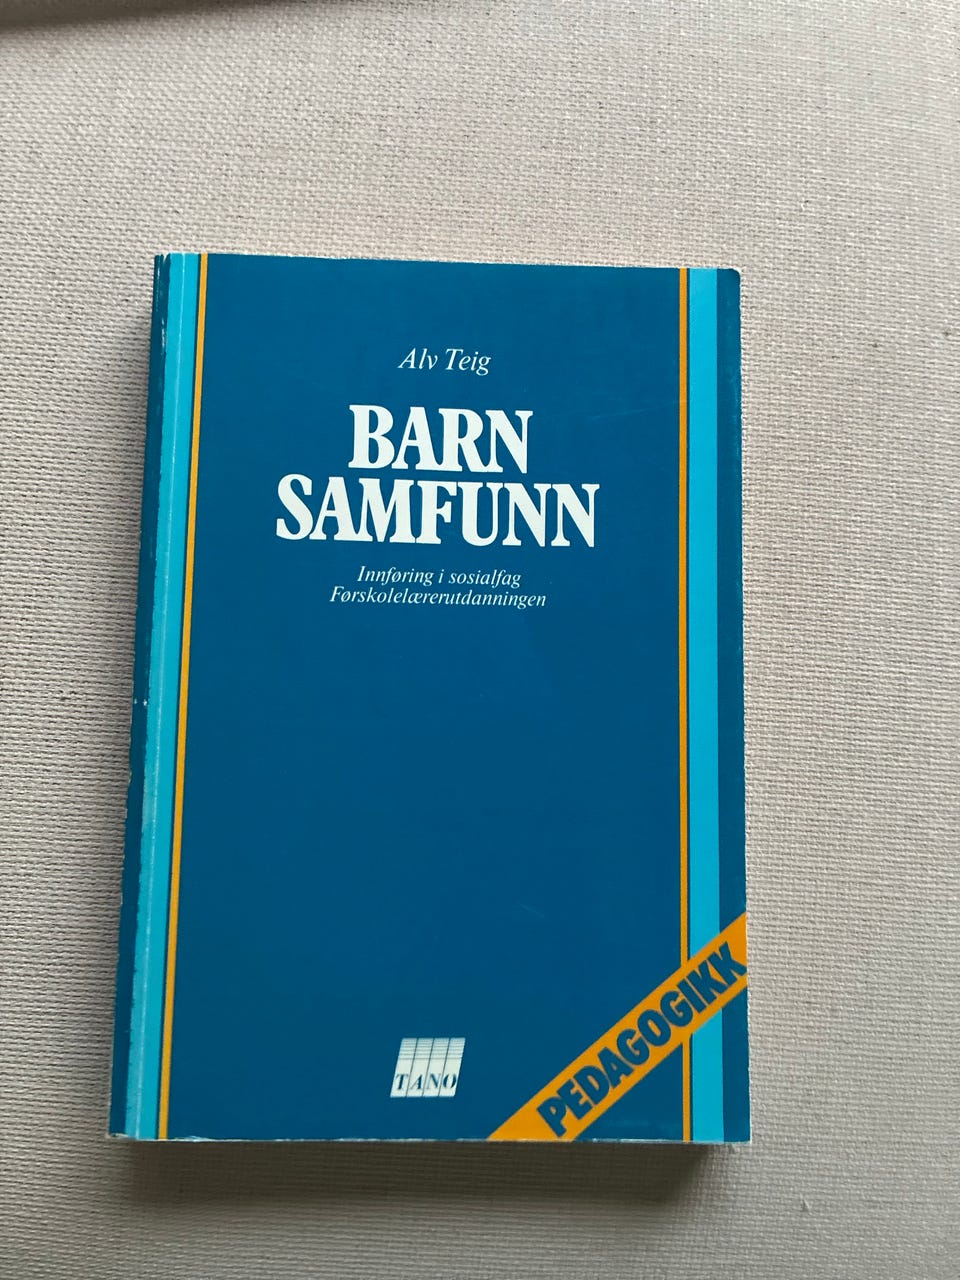 Alv Teig
BARN
SAMFUNN
Innføring i sosialfag
Førskolelærerutdanningen
TANO
PEDAGOGIKK